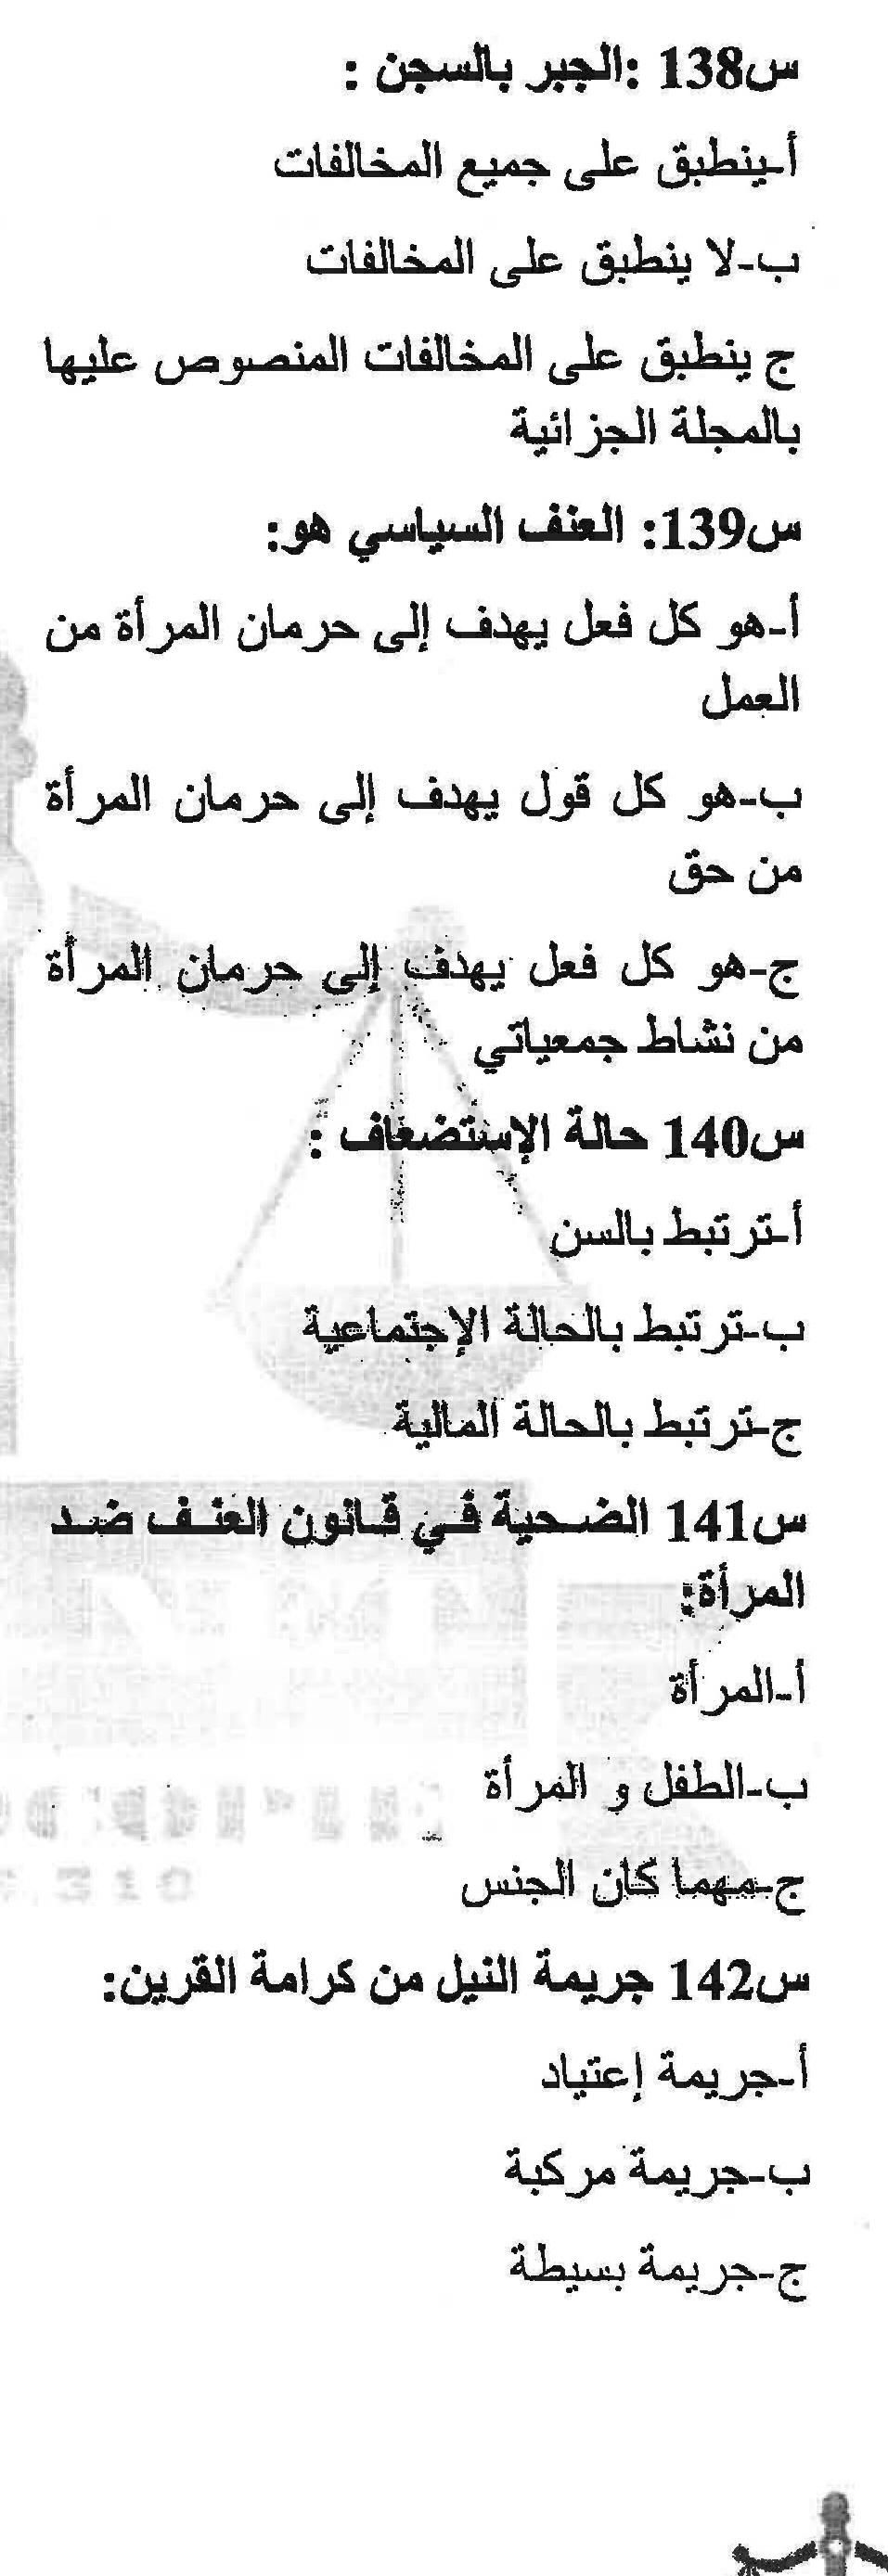 س138 :الجبر بالسجن :
أ-ينطبق على جميع المخالفات
ب-لا ينطبق على المخالفات
ج ينطبق على المخالفات المنصوص عليها
بالمجلة الجزائية
س139: العنف السياسي هو:
أ-هو كل فعل يهدف إلى حرمان المرأة من
العمل
ب-هو كل قول يهدف إلى حرمان المرأة
من حق
ج-هو كل فعل يهدف إلى حرمان المرأة
من نشاط جمعياتي
س140 حالة الإستضعاف :
أ-ترتبط بالسن
ب-ترتبط بالحالة الإجتماعية
ج-ترتبط بالحالة المالية
س141 الضحية في قانون العنف ضد
المرأة:
أ-المرأة
ب-الطفل و المرأة
ج-مهما كان الجنس
س142 جريمة النيل من كرامة القرين:
أ-جريمة إعتياد
ب-جريمة مركبة
ج-جريمة بسيطة